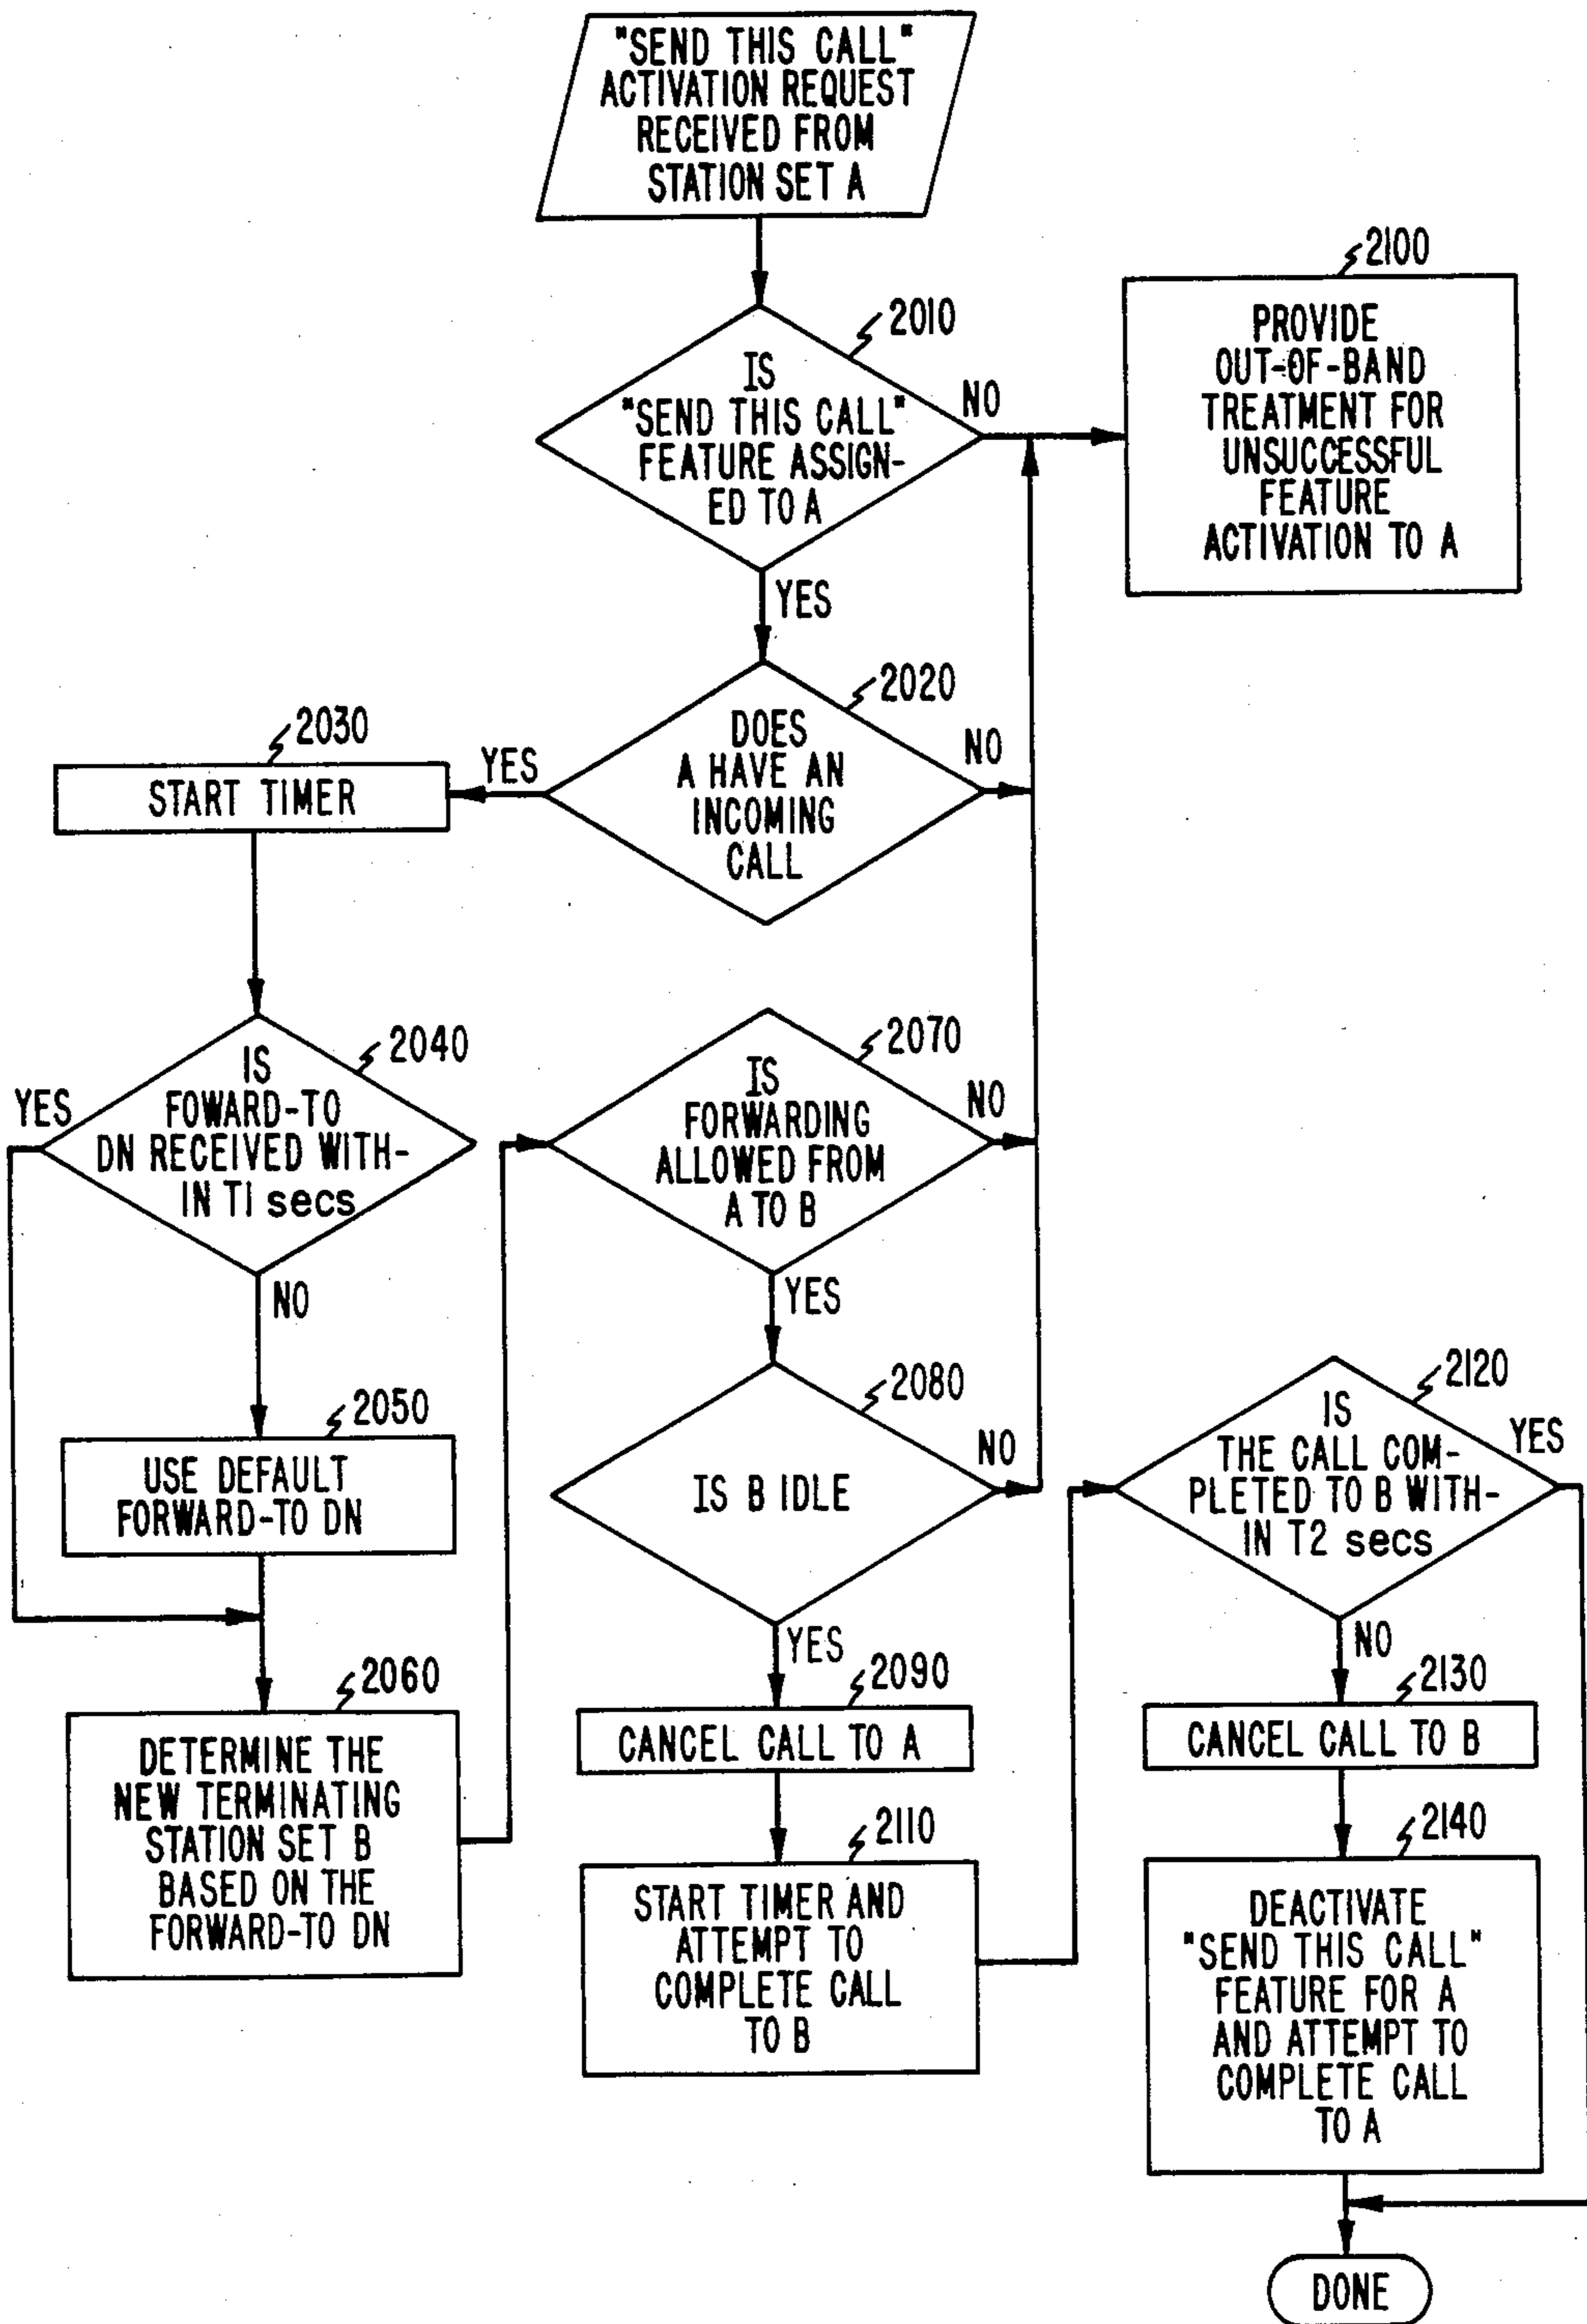 "SEND THIS CALL"
ACTIVATION REQUEST
RECEIVED FROM
STATION SET A
2010
IS
"SEND THIS CALL"
FEATURE ASSIGN-
ED TO A
NO
YES
2100
PROVIDE
OUT-OF-BAND
TREATMENT FOR
UNSUCCESSFUL
FEATURE
ACTIVATION TO A
2020
DOES
A HAVE AN
INCOMING
CALL
NO
YES
2030
START TIMER
2040
IS
FOWARD-TO
DN RECEIVED WITH-
IN T1 secs
YES
NO
2050
USE DEFAULT
FORWARD-TO DN
2060
DETERMINE THE
NEW TERMINATING
STATION SET B
BASED ON THE
FORWARD-TO DN
2070
IS
FORWARDING
ALLOWED FROM
A TO B
NO
YES
2080
IS B IDLE
NO
YES
2090
CANCEL CALL TO A
2110
START TIMER AND
ATTEMPT TO
COMPLETE CALL
TO B
2120
IS
THE CALL COM-
PLETED TO B WITH-
IN T2 secs
YES
NO
2130
CANCEL CALL TO B
2140
DEACTIVATE
"SEND THIS CALL"
FEATURE FOR A
AND ATTEMPT TO
COMPLETE CALL
TO A
DONE